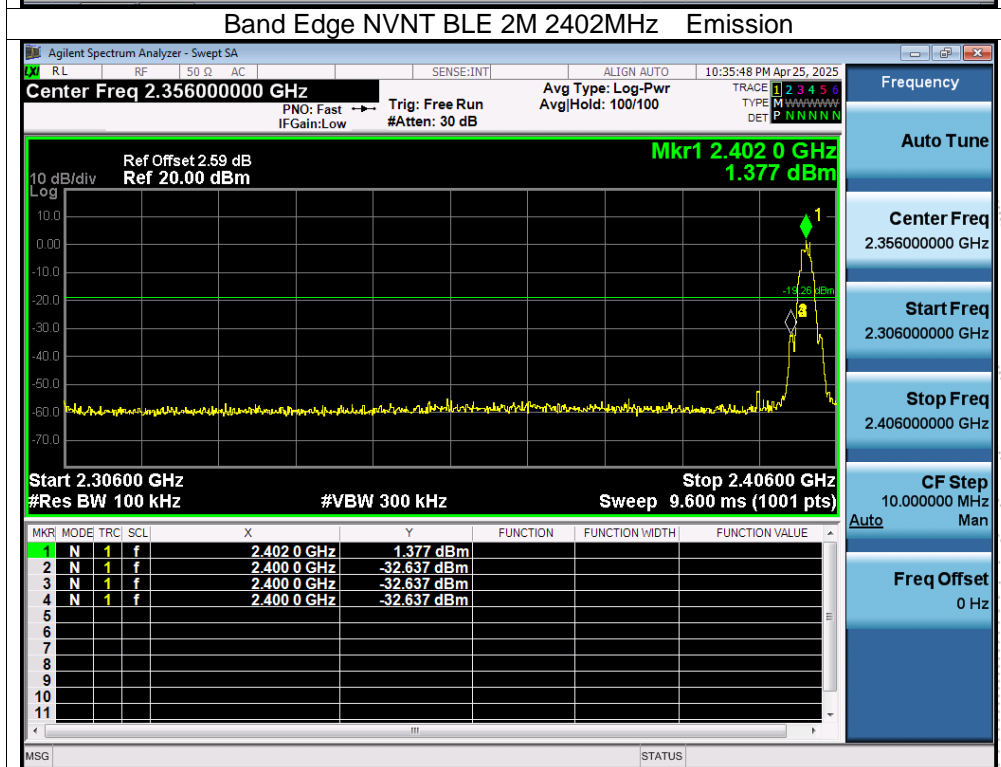 Band Edge NVNT BLE 2M 2402MHz Emission
Agilent Spectrum Analyzer - Swept SA
LXI RL RF 50 Ω AC SENSE:INT ALIGN AUTO 10:35:48 PM Apr 25, 2025
Center Freq 2.356000000 GHz
PNO: Fast
IFGain:Low
Trig: Free Run
#Atten: 30 dB
Avg Type: Log-Pwr
Avg|Hold: 100/100
TRACE 1 2 3 4 5 6
TYPE M WWWWW
DET P N N N N N
Frequency
Auto Tune
Center Freq
2.356000000 GHz
Start Freq
2.306000000 GHz
Stop Freq
2.406000000 GHz
CF Step
10.000000 MHz
Auto Man
Freq Offset
0 Hz
Mkr1 2.402 0 GHz
1.377 dBm
Ref Offset 2.59 dB
10 dB/div Ref 20.00 dBm
Log
10.0
0.00
-10.0
-20.0
-30.0
-40.0
-50.0
-60.0
-70.0
1
-19.26 dBm
Start 2.30600 GHz Stop 2.40600 GHz
#Res BW 100 kHz #VBW 300 kHz Sweep 9.600 ms (1001 pts)
MKR MODE TRC SCL X Y FUNCTION FUNCTION WIDTH FUNCTION VALUE
1 N 1 f 2.402 0 GHz 1.377 dBm
2 N 1 f 2.400 0 GHz -32.637 dBm
3 N 1 f 2.400 0 GHz -32.637 dBm
4 N 1 f 2.400 0 GHz -32.637 dBm
5
6
7
8
9
10
11
MSG STATUS